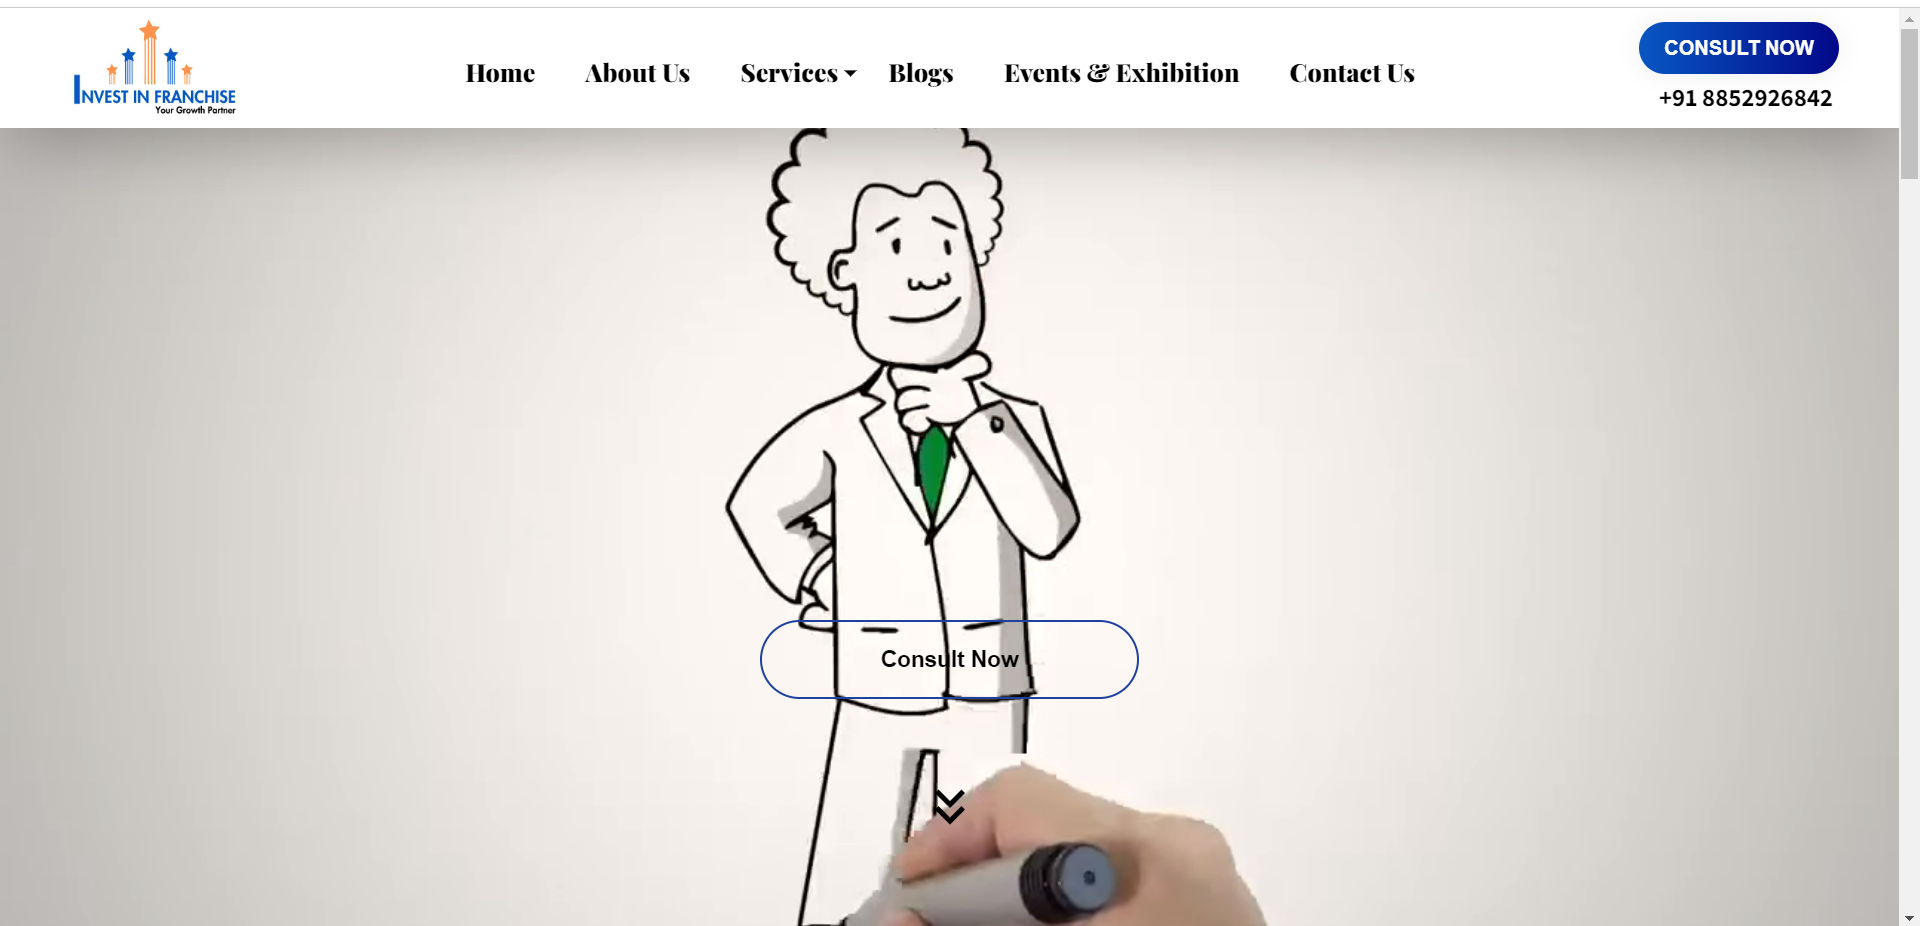 INVEST IN FRANCHISE
Your Growth Partner
Home
About Us
Services
Blogs
Events & Exhibition
Contact Us
CONSULT NOW
+91 8852926842
Consult Now